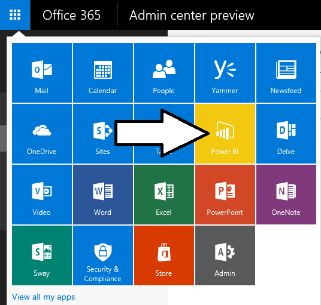 Office 365
Admin center preview
Mail
Calendar
People
Yammer
Newsfeed
OneDrive
Sites
Power BI
Delve
Video
Word
Excel
PowerPoint
OneNote
Sway
Security &
Compliance
Store
Admin
View all my apps